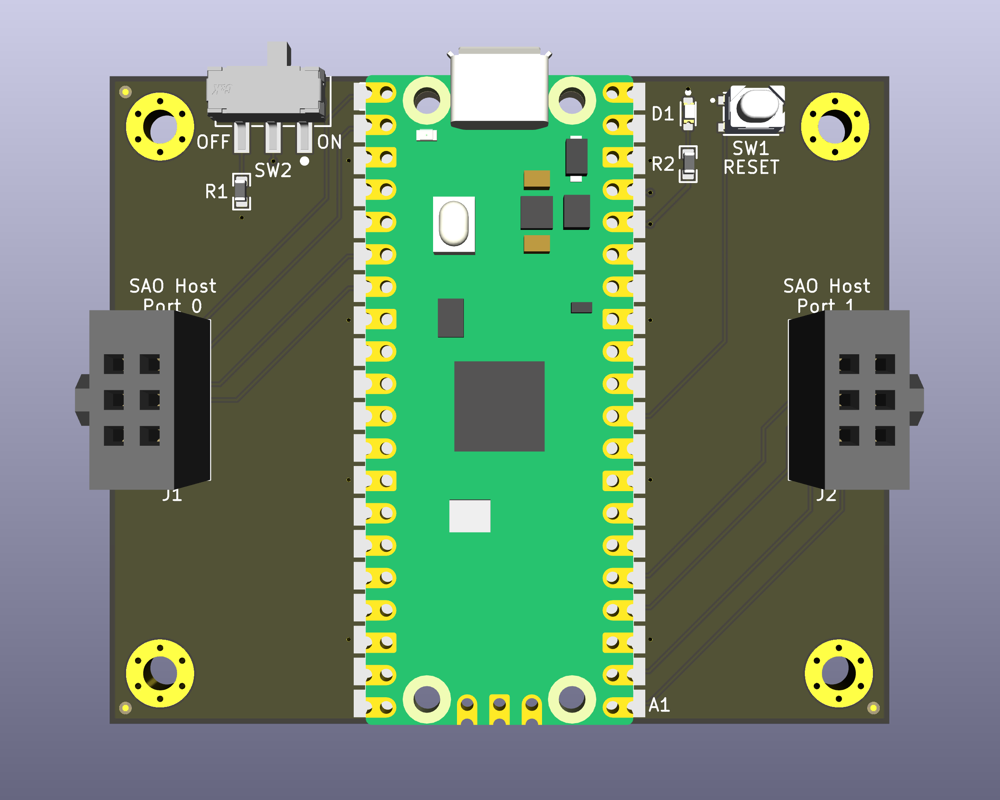 OFF
ON
SW2
R1
D1
R2
SW1
RESET
SAO Host
Port 0
SAO Host
Port 1
J1
J2
A1